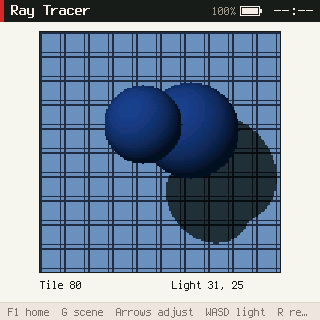 Ray Tracer 100% --:--
Tile 80 Light 31, 25
F1 home G scene Arrows adjust WASD light R re…